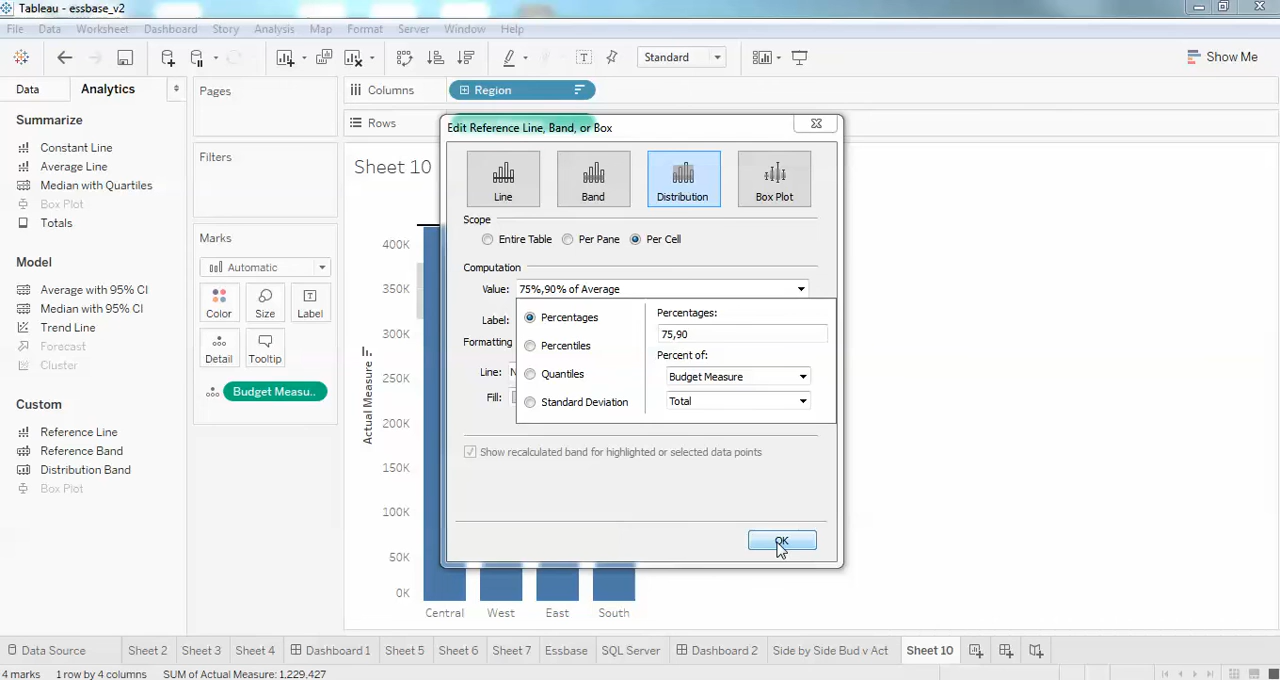 Tableau - essbase_v2
File Data Worksheet Dashboard Story Analysis Map Format Server Window Help
Standard
Show Me
Data
Analytics
Summarize
Constant Line
Average Line
Median with Quartiles
Box Plot
Totals
Model
Average with 95% CI
Median with 95% CI
Trend Line
Forecast
Cluster
Custom
Reference Line
Reference Band
Distribution Band
Box Plot
Pages
Filters
Marks
Automatic
Color
Size
Label
Detail
Tooltip
Budget Measu..
Columns
Region
Rows
Sheet 10
Actual Measure
400K
350K
300K
250K
200K
150K
100K
50K
0K
Central
West
East
South
Edit Reference Line, Band, or Box
Line
Band
Distribution
Box Plot
Scope
Entire Table
Per Pane
Per Cell
Computation
Value: 75%,90% of Average
Label:
Formatting
Line:
Fill:
Percentages
Percentiles
Quantiles
Standard Deviation
Percentages:
75,90
Percent of:
Budget Measure
Total
Show recalculated band for highlighted or selected data points
OK
Data Source Sheet 2 Sheet 3 Sheet 4 Dashboard 1 Sheet 5 Sheet 6 Sheet 7 Essbase SQL Server Dashboard 2 Side by Side Bud v Act Sheet 10
4 marks 1 row by 4 columns SUM of Actual Measure: 1,229,427